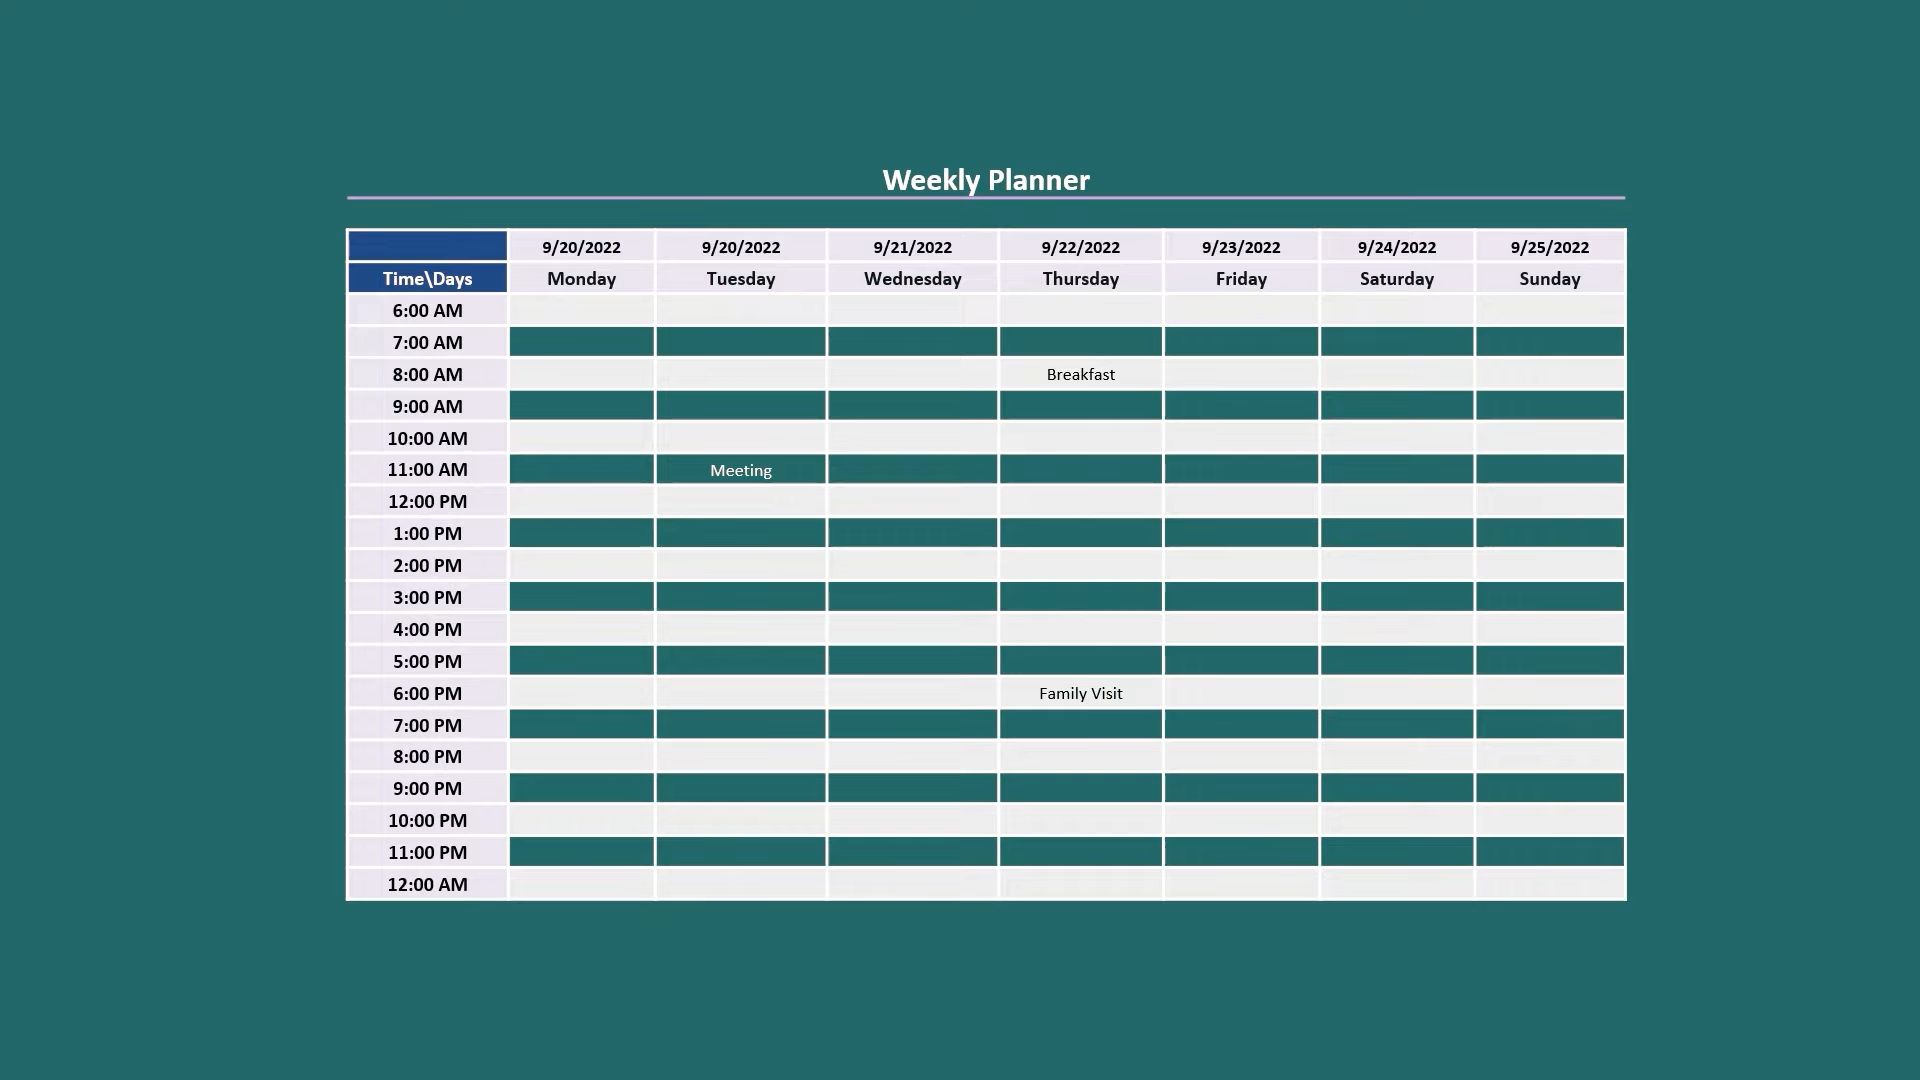 Weekly Planner
9/20/2022 9/20/2022 9/21/2022 9/22/2022 9/23/2022 9/24/2022 9/25/2022
Time\Days Monday Tuesday Wednesday Thursday Friday Saturday Sunday
6:00 AM
7:00 AM
8:00 AM Breakfast
9:00 AM
10:00 AM
11:00 AM Meeting
12:00 PM
1:00 PM
2:00 PM
3:00 PM
4:00 PM
5:00 PM
6:00 PM Family Visit
7:00 PM
8:00 PM
9:00 PM
10:00 PM
11:00 PM
12:00 AM